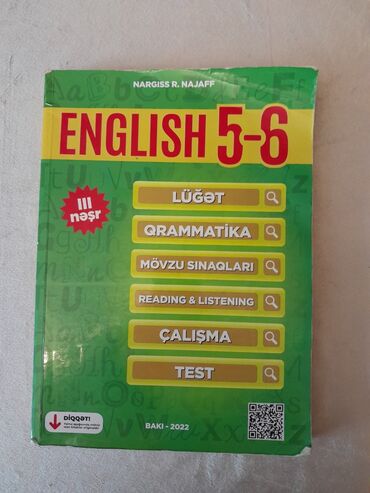 NARGISS R. NAJAFF
ENGLISH 5-6
III
nəşr
LÜĞƏT
QRAMMATİKA
MÖVZU SINAQLARI
READING & LISTENING
ÇALIŞMA
TEST
DİQQƏT!
BAKI - 2022